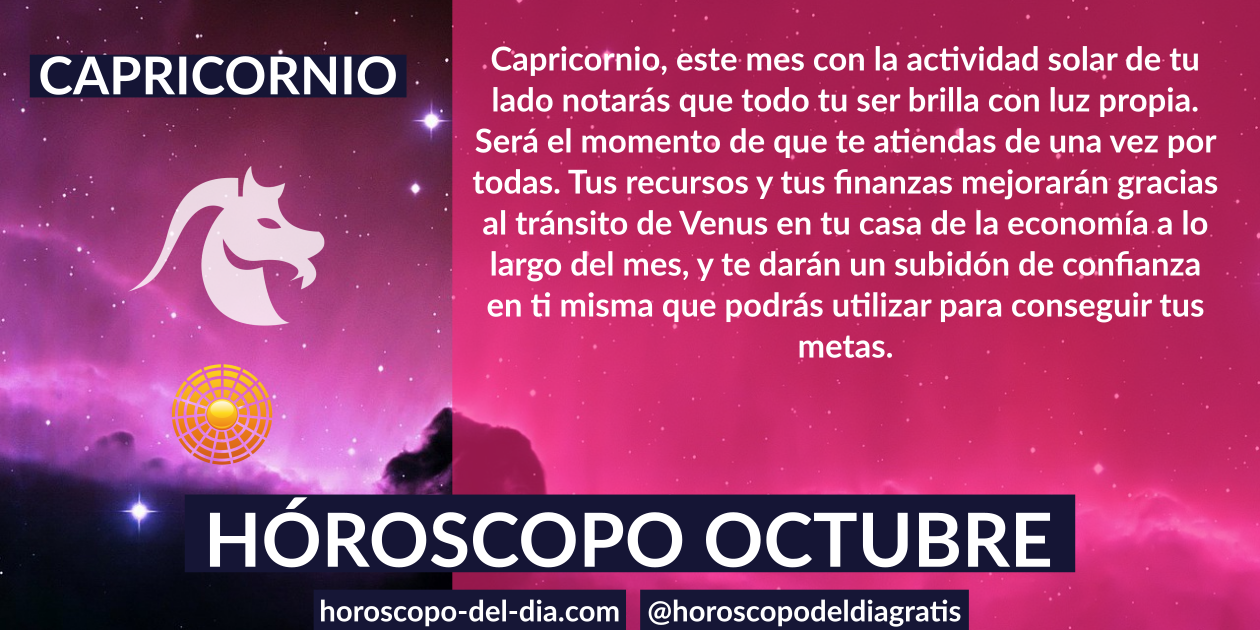 CAPRICORNIO
Capricornio, este mes con la actividad solar de tu
lado notarás que todo tu ser brilla con luz propia.
Será el momento de que te atiendas de una vez por
todas. Tus recursos y tus finanzas mejorarán gracias
al tránsito de Venus en tu casa de la economía a lo
largo del mes, y te darán un subidón de confianza
en ti misma que podrás utilizar para conseguir tus
metas.
HÓROSCOPO OCTUBRE
horoscopo-del-dia.com
@horoscopodeldiagratis